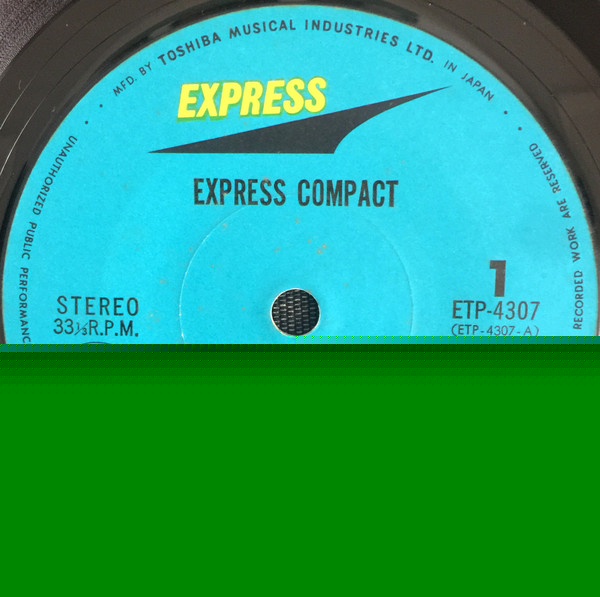 MFD. BY TOSHIBA MUSICAL INDUSTRIES LTD. IN JAPAN
EXPRESS
EXPRESS COMPACT
STEREO
33⅓R.P.M.
1
ETP-4307
(ETP-4307-A)
UNAUTHORIZED PUBLIC
RECORDED WORK ARE RESERVED